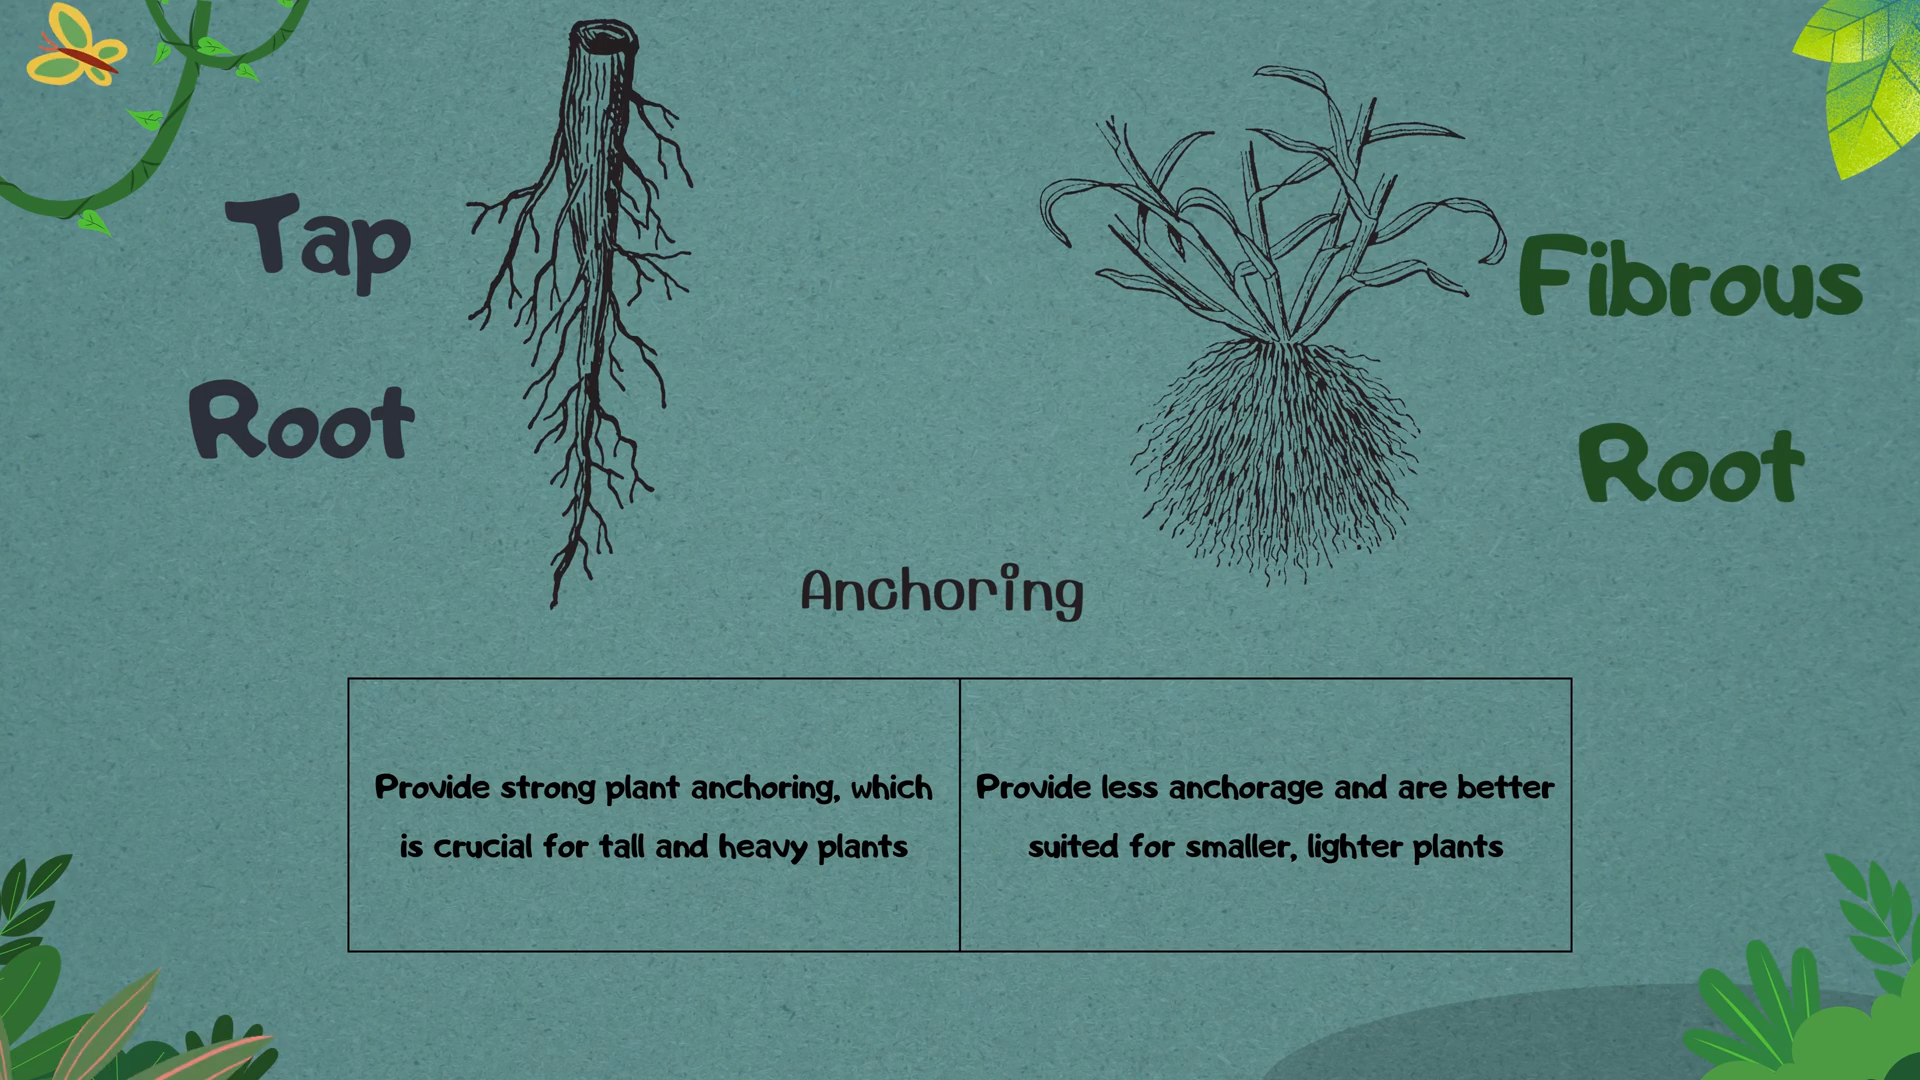 Tap
Root
Fibrous
Root
Anchoring
Provide strong plant anchoring, which
is crucial for tall and heavy plants
Provide less anchorage and are better
suited for smaller, lighter plants